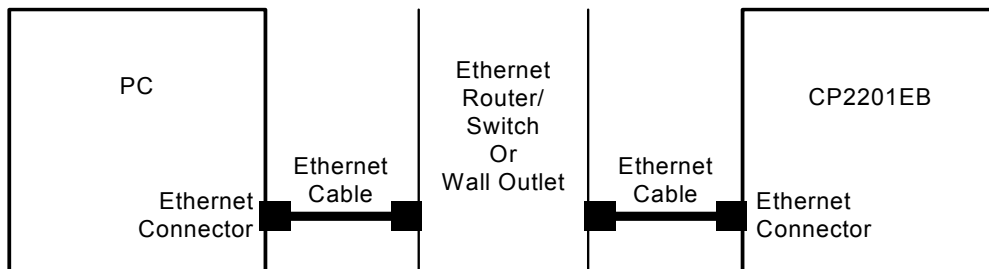 PC
Ethernet
Connector
Ethernet
Cable
Ethernet
Router/
Switch
Or
Wall Outlet
Ethernet
Cable
CP2201EB
Ethernet
Connector